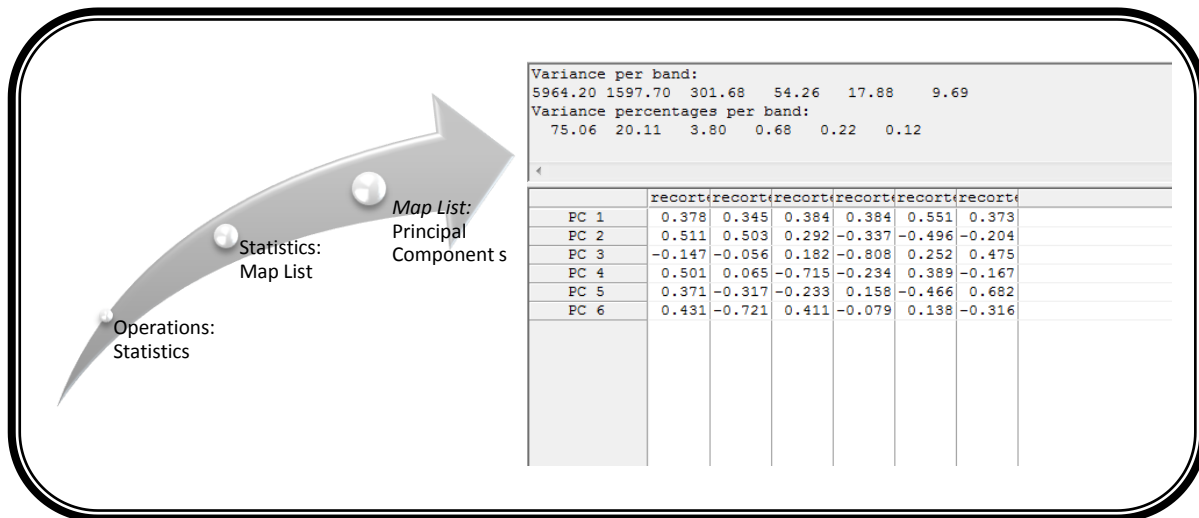 Operations:
Statistics
Statistics:
Map List
Map List:
Principal
Component s
Variance per band:
5964.20 1597.70 301.68 54.26 17.88 9.69
Variance percentages per band:
75.06 20.11 3.80 0.68 0.22 0.12
recorte recorte recorte recorte recorte recorte
PC 1 0.378 0.345 0.384 0.384 0.551 0.373
PC 2 0.511 0.503 0.292 -0.337 -0.496 -0.204
PC 3 -0.147 -0.056 0.182 -0.808 0.252 0.475
PC 4 0.501 0.065 -0.715 -0.234 0.389 -0.167
PC 5 0.371 -0.317 -0.233 0.158 -0.466 0.682
PC 6 0.431 -0.721 0.411 -0.079 0.138 -0.316